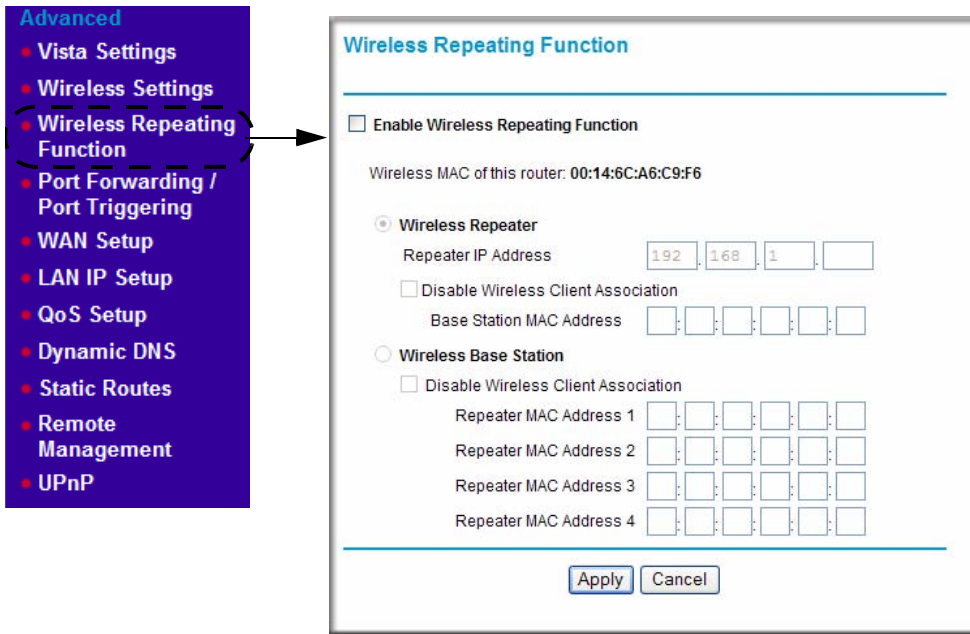 Advanced
Vista Settings
Wireless Settings
Wireless Repeating
Function
Port Forwarding /
Port Triggering
WAN Setup
LAN IP Setup
QoS Setup
Dynamic DNS
Static Routes
Remote
Management
UPnP
Wireless Repeating Function
Enable Wireless Repeating Function
Wireless MAC of this router: 00:14:6C:A6:C9:F6
Wireless Repeater
Repeater IP Address 192 . 168 . 1 .
Disable Wireless Client Association
Base Station MAC Address : : : : :
Wireless Base Station
Disable Wireless Client Association
Repeater MAC Address 1 : : : : :
Repeater MAC Address 2 : : : : :
Repeater MAC Address 3 : : : : :
Repeater MAC Address 4 : : : : :
Apply Cancel